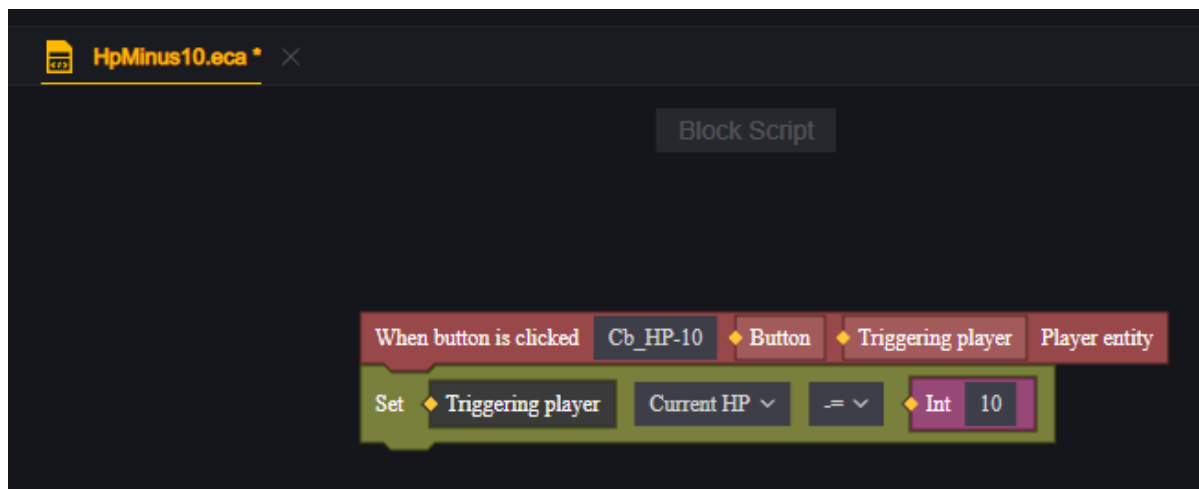 HpMinus10.eca *
Block Script
When button is clicked Cb_HP-10 Button Triggering player Player entity
Set Triggering player Current HP -= Int 10